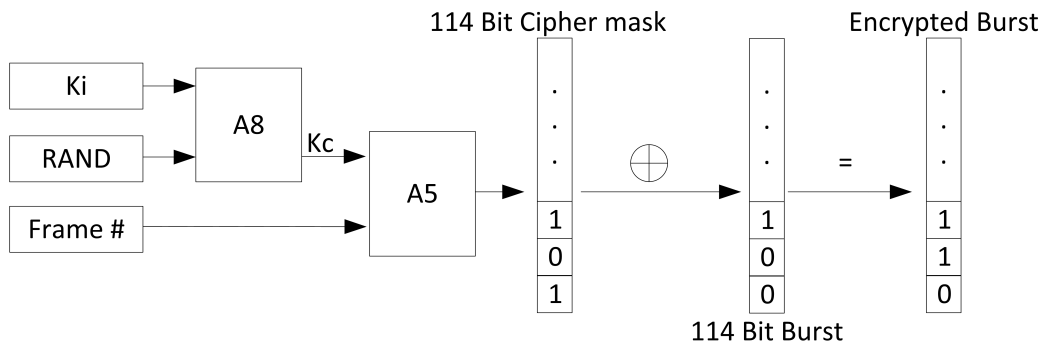 114 Bit Cipher mask
Encrypted Burst
Ki
RAND
Frame #
A8
Kc
A5
.
.
.
1
0
1
.
.
.
1
0
0
=
.
.
.
1
1
0
114 Bit Burst